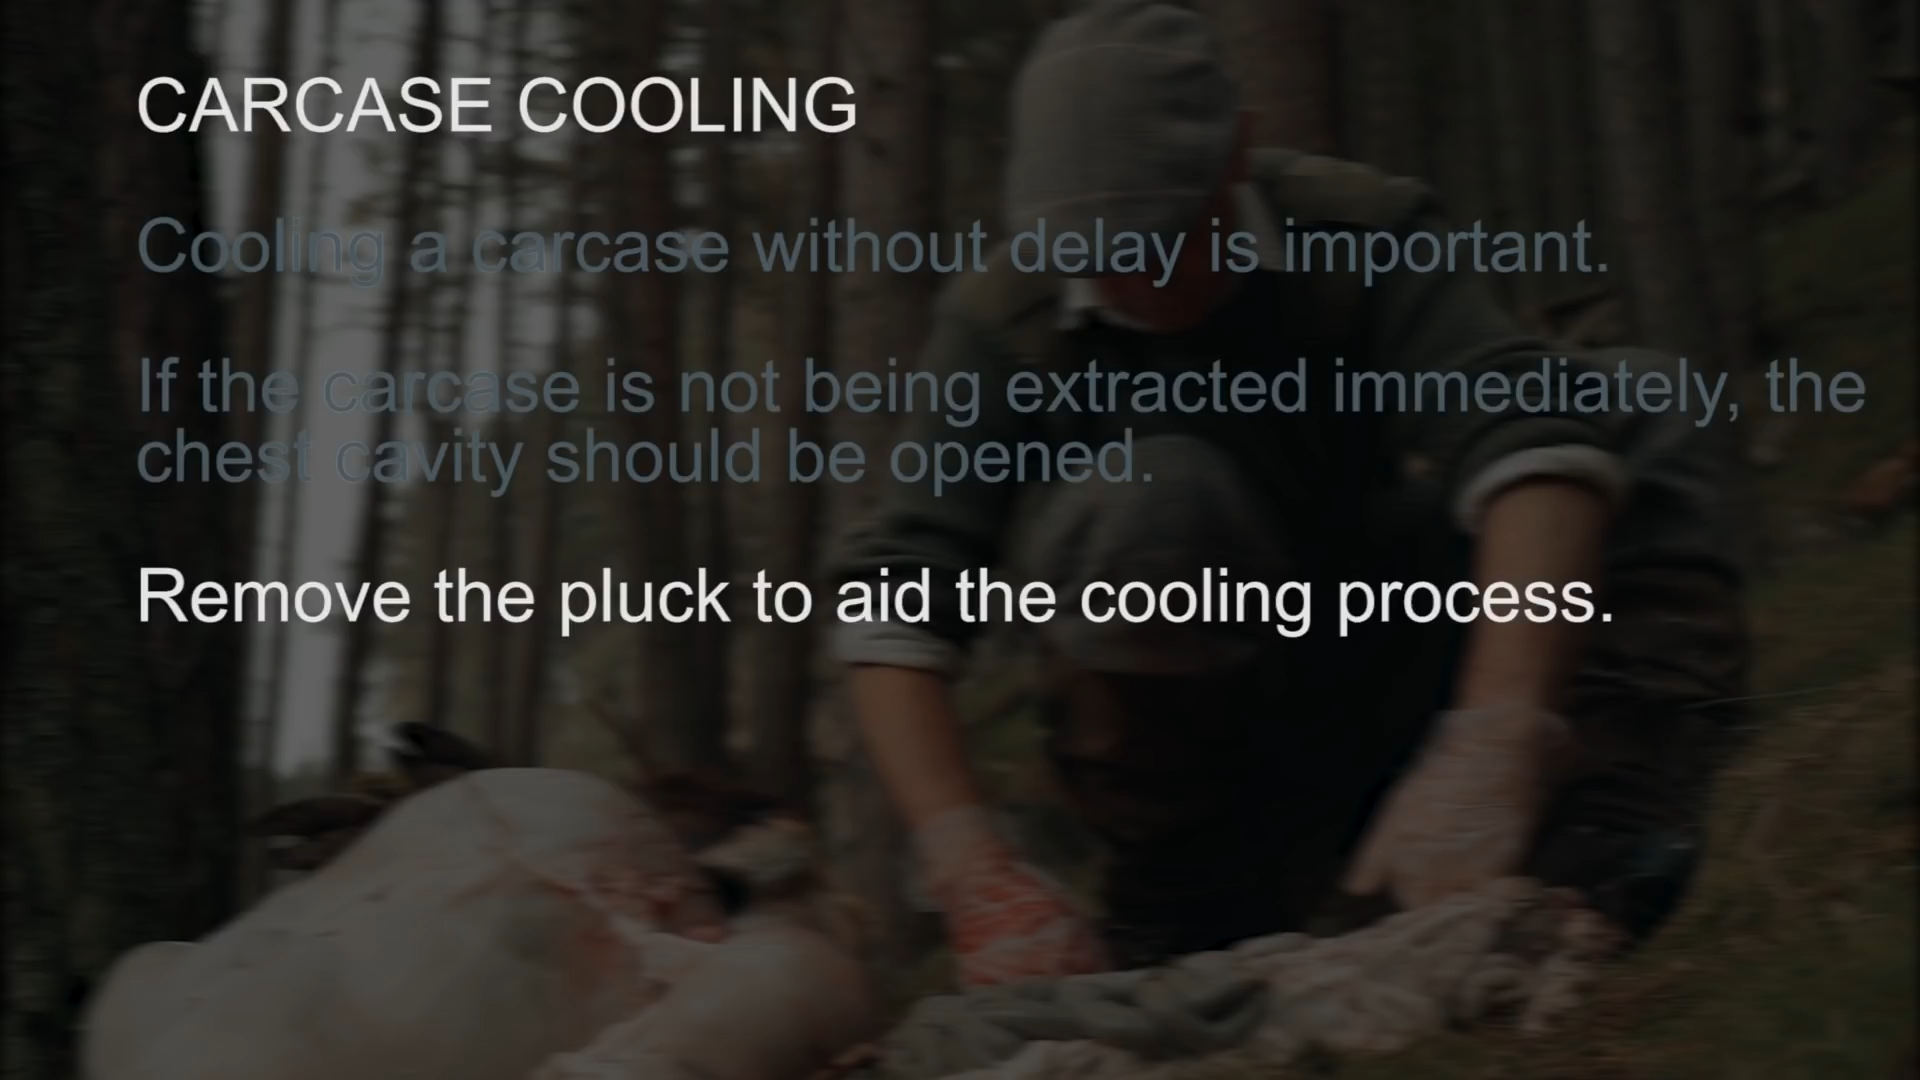 CARCASE COOLING
Cooling a carcase without delay is important.
If the carcase is not being extracted immediately, the
chest cavity should be opened.
Remove the pluck to aid the cooling process.